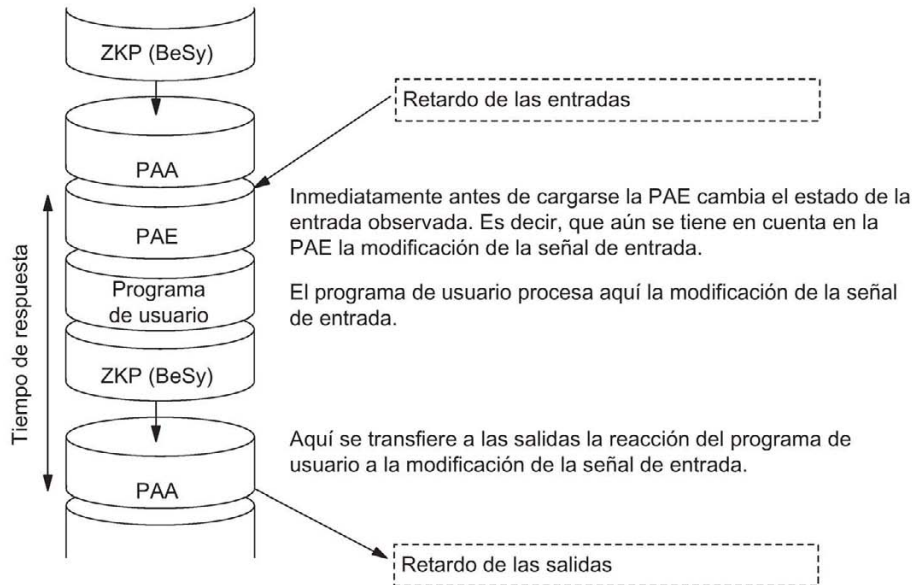 ZKP (BeSy)
Retardo de las entradas
PAA
Inmediatamente antes de cargarse la PAE cambia el estado de la
entrada observada. Es decir, que aún se tiene en cuenta en la
PAE la modificación de la señal de entrada.
PAE
Programa
de usuario
El programa de usuario procesa aquí la modificación de la señal
de entrada.
Tiempo de respuesta
ZKP (BeSy)
Aquí se transfiere a las salidas la reacción del programa de
usuario a la modificación de la señal de entrada.
PAA
Retardo de las salidas